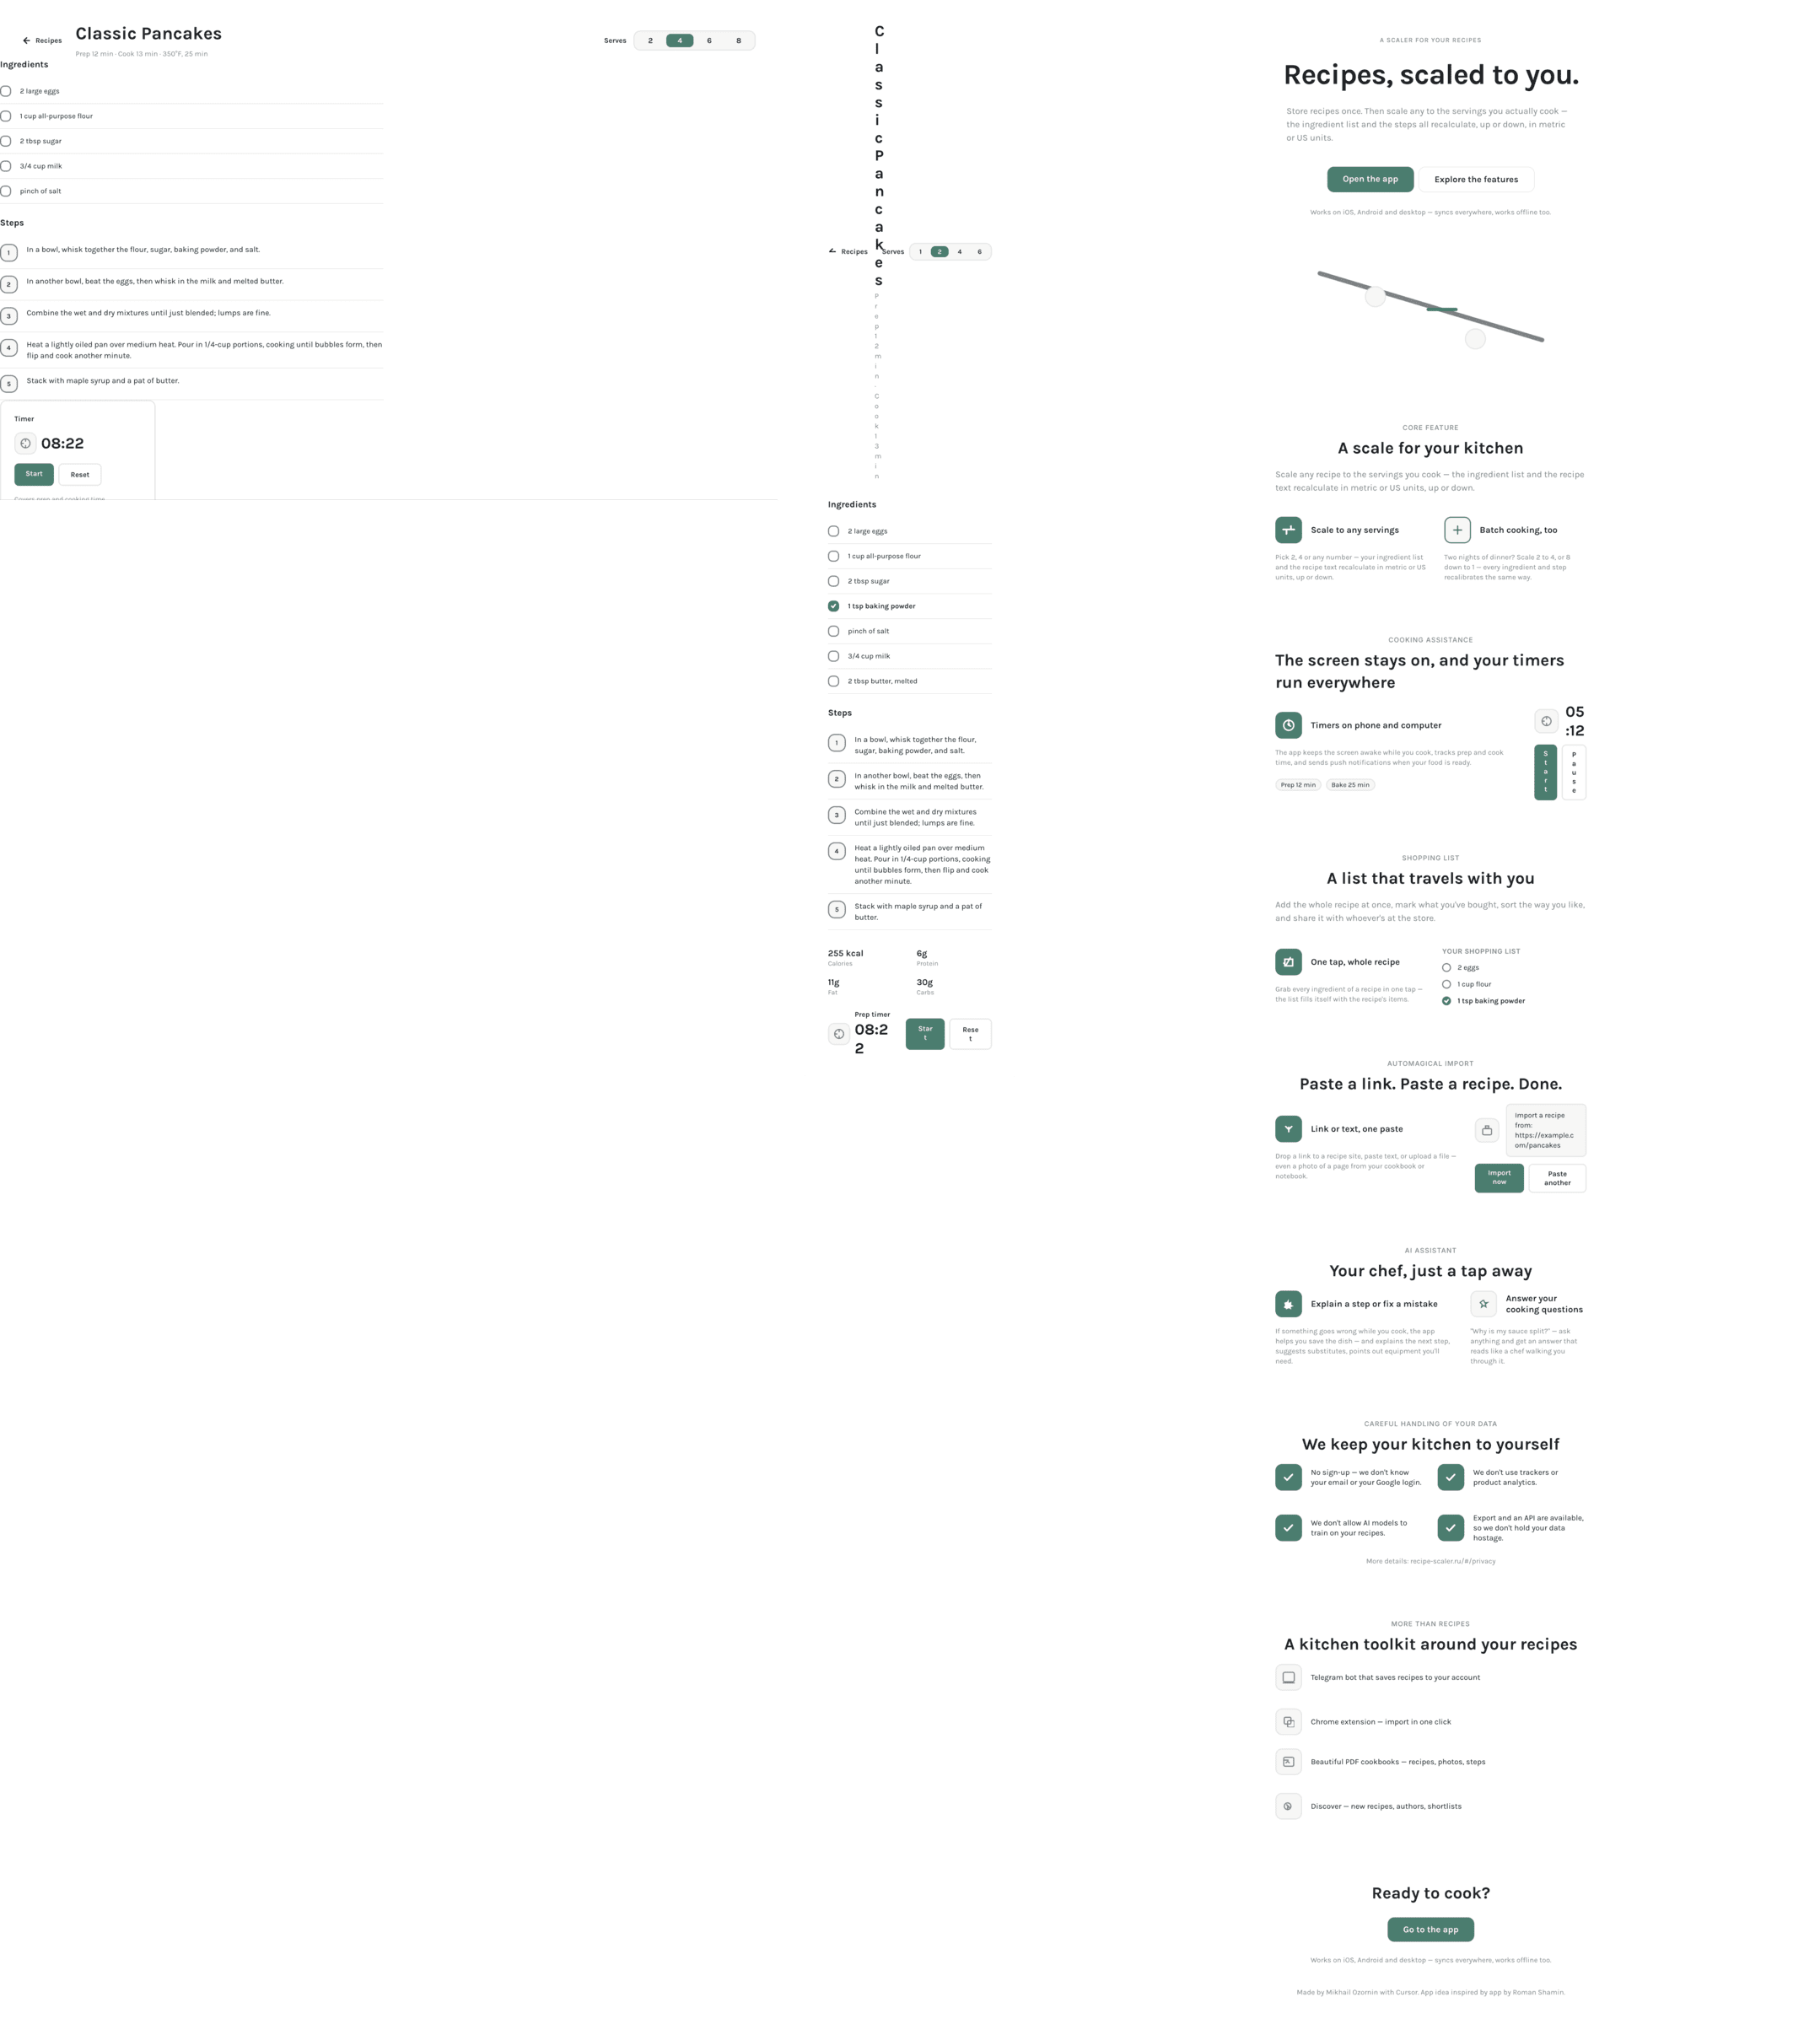 ← Recipes
Classic Pancakes
Prep 12 min · Cook 13 min · 350°F, 25 min
Serves
2
4
6
8
Ingredients
2 large eggs
1 cup all-purpose flour
2 tbsp sugar
3/4 cup milk
pinch of salt
Steps
1
In a bowl, whisk together the flour, sugar, baking powder, and salt.
2
In another bowl, beat the eggs, then whisk in the milk and melted butter.
3
Combine the wet and dry mixtures until just blended; lumps are fine.
4
Heat a lightly oiled pan over medium heat. Pour in 1/4-cup portions, cooking until bubbles form, then
flip and cook another minute.
5
Stack with maple syrup and a pat of butter.
Timer
08:22
Start
Reset
Covers prep and cooking time
← Recipes
C
l
a
s
s
i
c
P
a
n
c
a
k
e
s
P
r
e
p
1
2
m
i
n
·
C
o
o
k
1
3
m
i
n
Serves
1
2
4
6
Ingredients
2 large eggs
1 cup all-purpose flour
2 tbsp sugar
1 tsp baking powder
pinch of salt
3/4 cup milk
2 tbsp butter, melted
Steps
1
In a bowl, whisk together the flour,
sugar, baking powder, and salt.
2
In another bowl, beat the eggs, then
whisk in the milk and melted butter.
3
Combine the wet and dry mixtures
until just blended; lumps are fine.
4
Heat a lightly oiled pan over medium
heat. Pour in 1/4-cup portions, cooking
until bubbles form, then flip and cook
another minute.
5
Stack with maple syrup and a pat of
butter.
255 kcal
Calories
6g
Protein
11g
Fat
30g
Carbs
Prep timer
08:2
2
Star
t
Rese
t
A SCALER FOR YOUR RECIPES
Recipes, scaled to you.
Store recipes once. Then scale any to the servings you actually cook —
the ingredient list and the steps all recalculate, up or down, in metric
or US units.
Open the app
Explore the features
Works on iOS, Android and desktop — syncs everywhere, works offline too.
CORE FEATURE
A scale for your kitchen
Scale any recipe to the servings you cook — the ingredient list and the recipe
text recalculate in metric or US units, up or down.
Scale to any servings
Pick 2, 4 or any number — your ingredient list
and the recipe text recalculate in metric or US
units, up or down.
Batch cooking, too
Two nights of dinner? Scale 2 to 4, or 8
down to 1 — every ingredient and step
recalibrates the same way.
COOKING ASSISTANCE
The screen stays on, and your timers
run everywhere
Timers on phone and computer
The app keeps the screen awake while you cook, tracks prep and cook
time, and sends push notifications when your food is ready.
Prep 12 min
Bake 25 min
05
:12
S
t
a
r
t
P
a
u
s
e
SHOPPING LIST
A list that travels with you
Add the whole recipe at once, mark what you've bought, sort the way you like,
and share it with whoever's at the store.
One tap, whole recipe
Grab every ingredient of a recipe in one tap —
the list fills itself with the recipe's items.
YOUR SHOPPING LIST
2 eggs
1 cup flour
1 tsp baking powder
AUTOMAGICAL IMPORT
Paste a link. Paste a recipe. Done.
Link or text, one paste
Drop a link to a recipe site, paste text, or upload a file —
even a photo of a page from your cookbook or
notebook.
Import a recipe
from:
https://example.c
om/pancakes
Import
now
Paste
another
AI ASSISTANT
Your chef, just a tap away
Explain a step or fix a mistake
If something goes wrong while you cook, the app
helps you save the dish — and explains the next step,
suggests substitutes, points out equipment you'll
need.
Answer your
cooking questions
"Why is my sauce split?" — ask
anything and get an answer that
reads like a chef walking you
through it.
CAREFUL HANDLING OF YOUR DATA
We keep your kitchen to yourself
No sign-up — we don't know
your email or your Google login.
We don't use trackers or
product analytics.
We don't allow AI models to
train on your recipes.
Export and an API are available,
so we don't hold your data
hostage.
More details: recipe-scaler.ru/#/privacy
MORE THAN RECIPES
A kitchen toolkit around your recipes
Telegram bot that saves recipes to your account
Chrome extension — import in one click
Beautiful PDF cookbooks — recipes, photos, steps
Discover — new recipes, authors, shortlists
Ready to cook?
Go to the app
Works on iOS, Android and desktop — syncs everywhere, works offline too.
Made by Mikhail Ozornin with Cursor. App idea inspired by app by Roman Shamin.